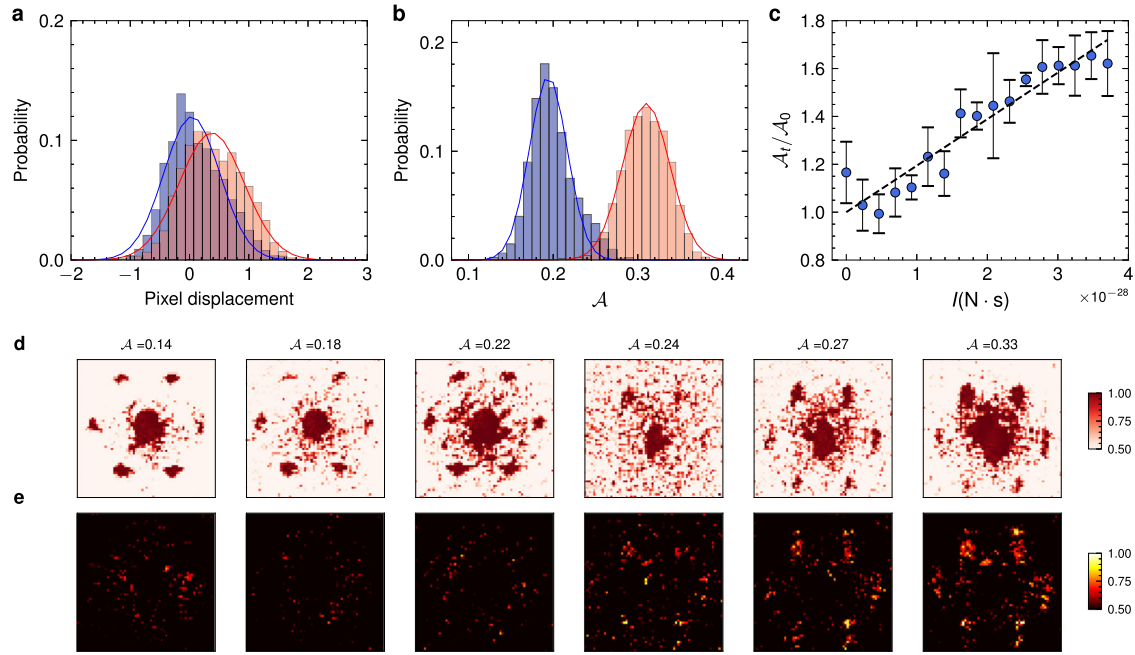 a
b
c
0.2
0.1
0.0
Probability
−2
−1
0
1
2
3
Pixel displacement
0.2
0.1
0.0
Probability
0.1
0.2
0.3
0.4
𝒜
1.8
1.6
1.4
1.2
1.0
0.8
𝒜t / 𝒜0
0
1
2
3
4
I(N · s)
×10−28
d
𝒜 =0.14
𝒜 =0.18
𝒜 =0.22
𝒜 =0.24
𝒜 =0.27
𝒜 =0.33
1.00
0.75
0.50
e
1.00
0.75
0.50